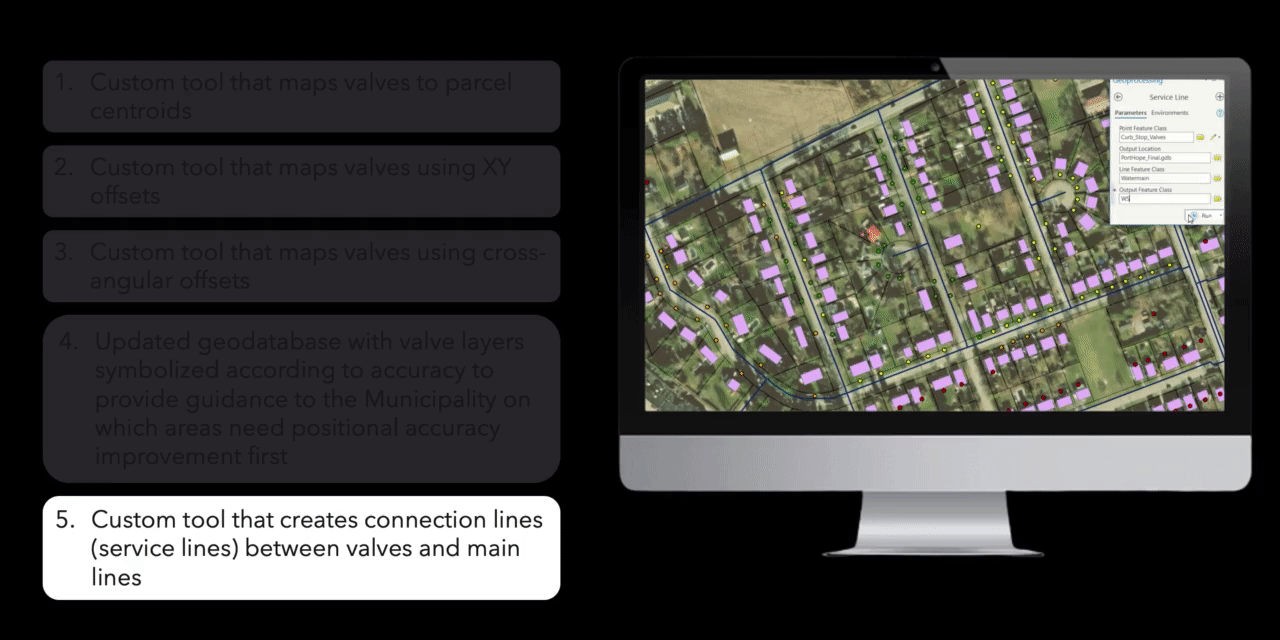 1. Custom tool that maps valves to parcel
centroids
2. Custom tool that maps valves using XY
offsets
3. Custom tool that maps valves using cross-
angular offsets
4. Updated geodatabase with valve layers
symbolized according to accuracy to
provide guidance to the Municipality on
which areas need positional accuracy
improvement first
5. Custom tool that creates connection lines
(service lines) between valves and main
lines
Geoprocessing
Service Line
Parameters Environments
Point Feature Class
Curb_Stop_Valves
Output Location
PortHope_Final.gdb
Line Feature Class
Watermain
Output Feature Class
WS
Run